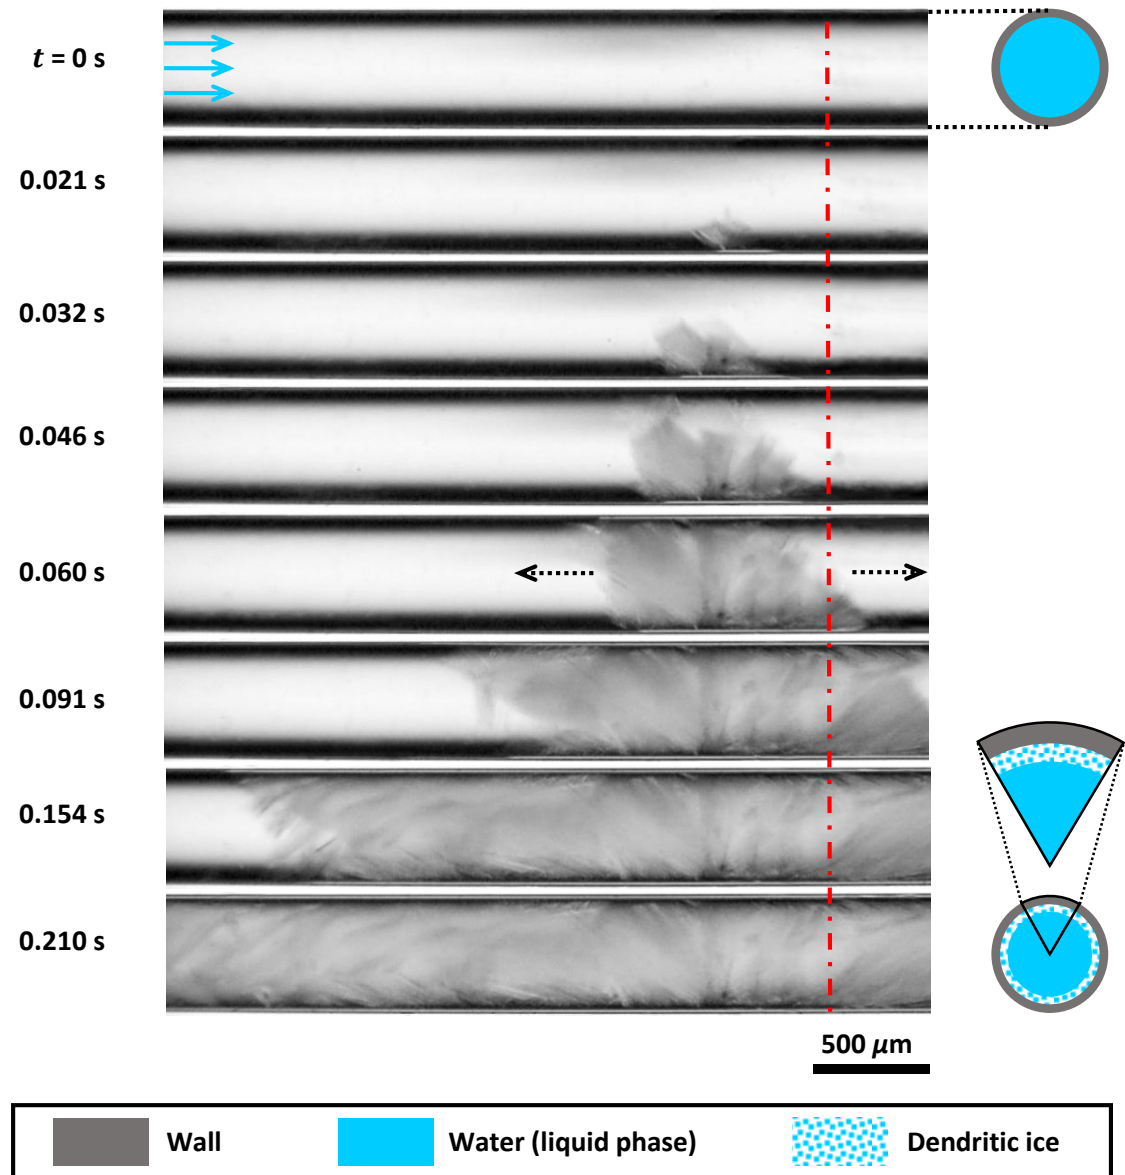 t = 0 s
0.021 s
0.032 s
0.046 s
0.060 s
0.091 s
0.154 s
0.210 s
500 μm
Wall
Water (liquid phase)
Dendritic ice